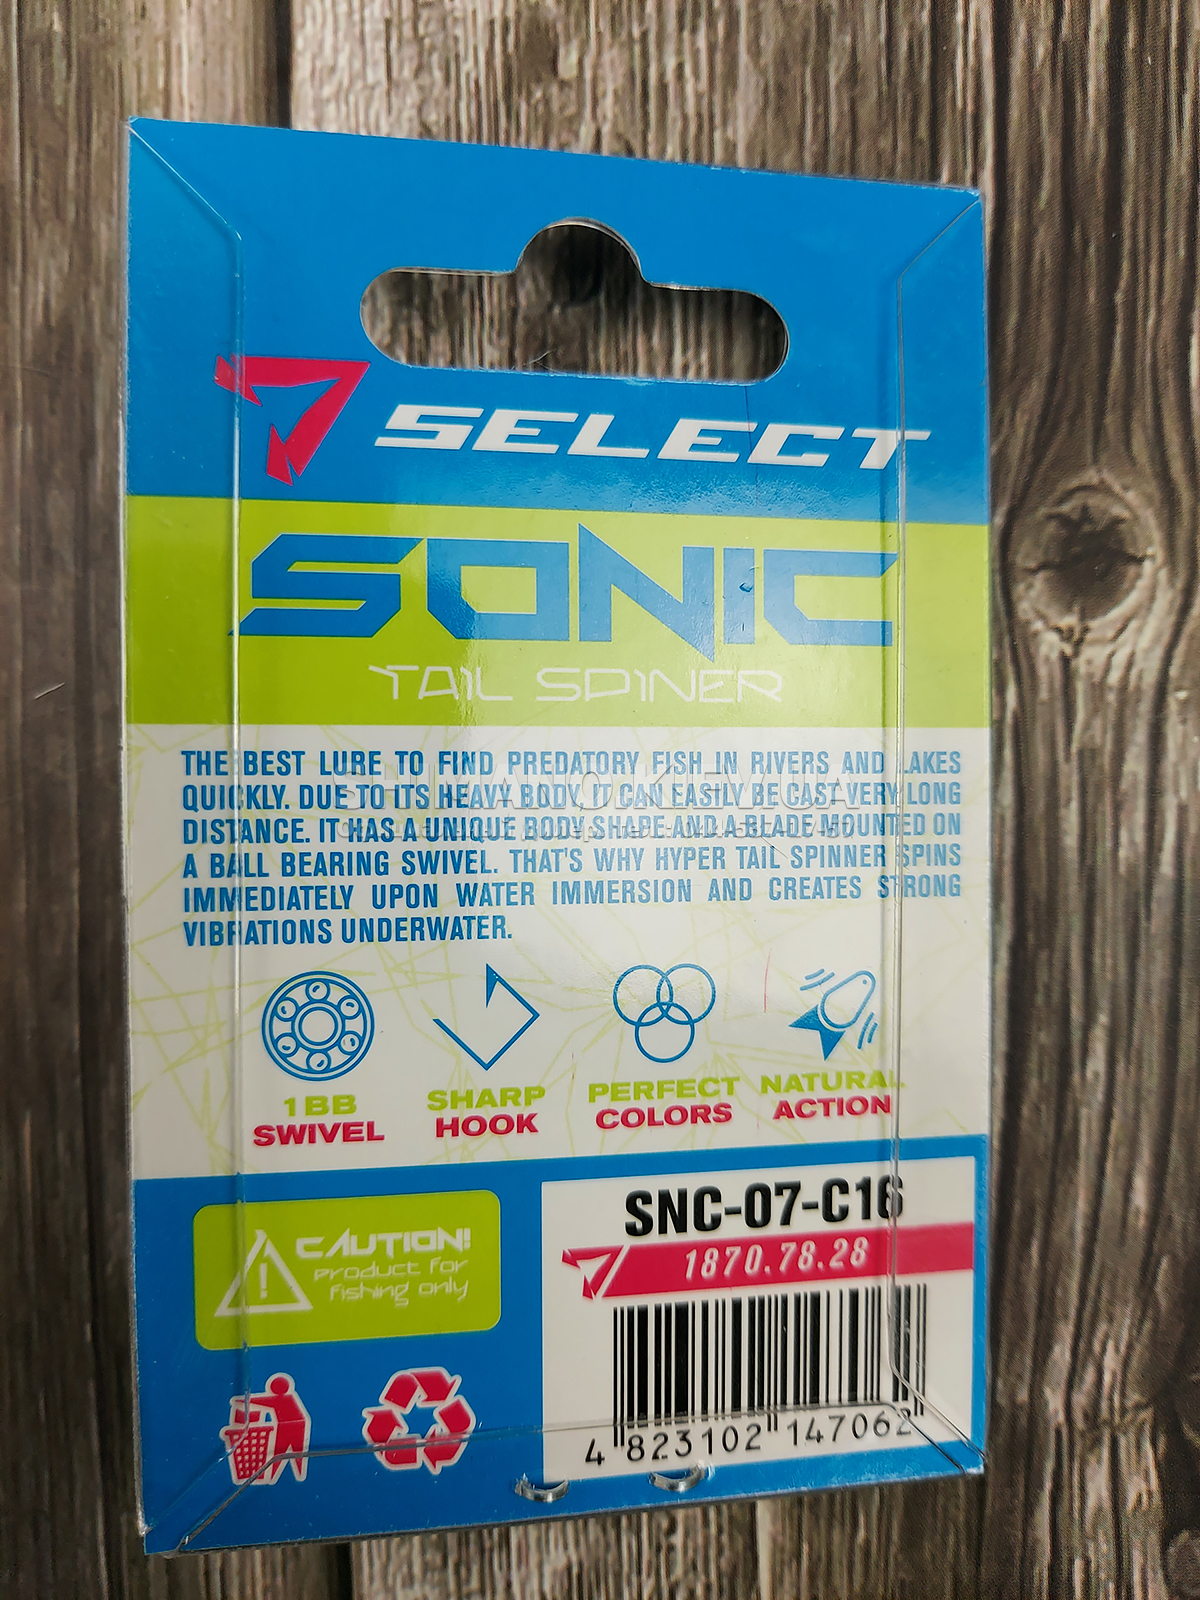 SELECT
SONIC
TAIL SPINER
THE BEST LURE TO FIND PREDATORY FISH IN RIVERS AND LAKES
QUICKLY. DUE TO ITS HEAVY BODY, IT CAN EASILY BE CAST VERY LONG
DISTANCE. IT HAS A UNIQUE BODY SHAPE AND A BLADE MOUNTED ON
A BALL BEARING SWIVEL. THAT'S WHY HYPER TAIL SPINNER SPINS
IMMEDIATELY UPON WATER IMMERSION AND CREATES STRONG
VIBRATIONS UNDERWATER.
SHIMANO.KIEV.UA
1BB
SWIVEL
SHARP
HOOK
PERFECT
COLORS
NATURAL
ACTION
SNC-07-C16
1870.78.28
CAUTION!
product for
fishing only
4 823102 147062